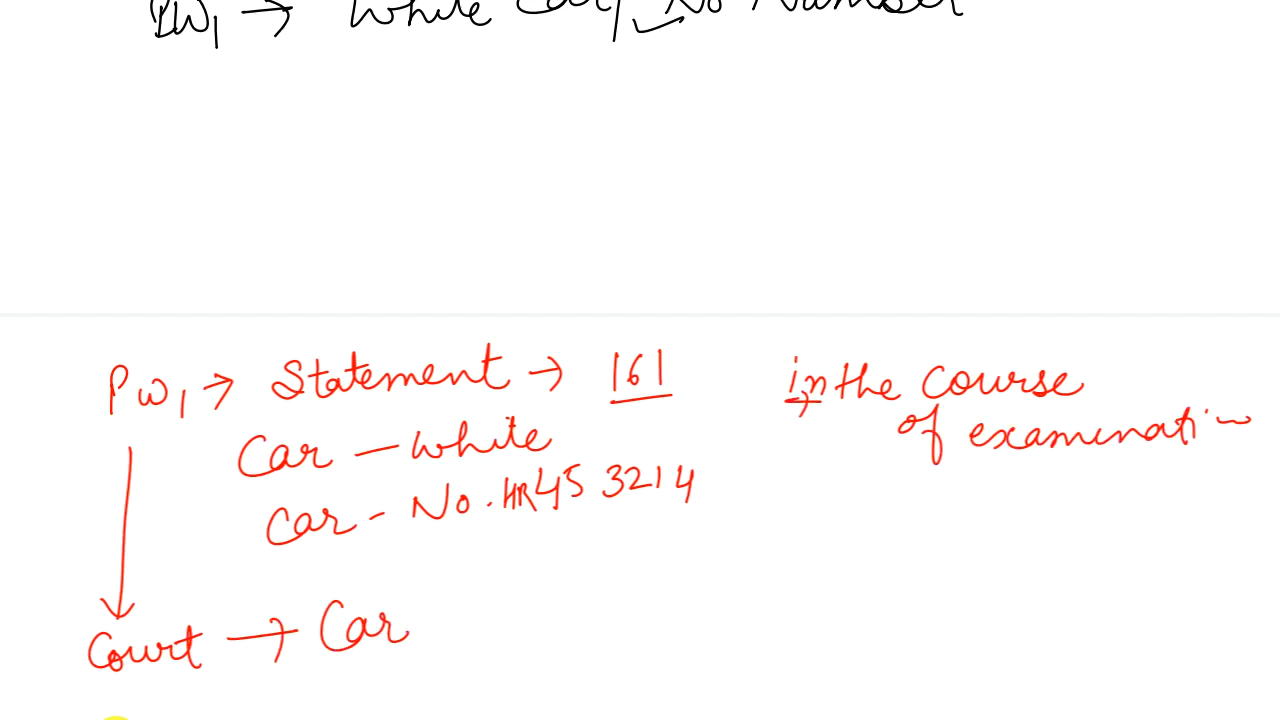 PW1 → White Car/ No Number
PW1 → Statement → 161 in the course
of examination
Car – White
Car - No. HR45 3214
Court → Car